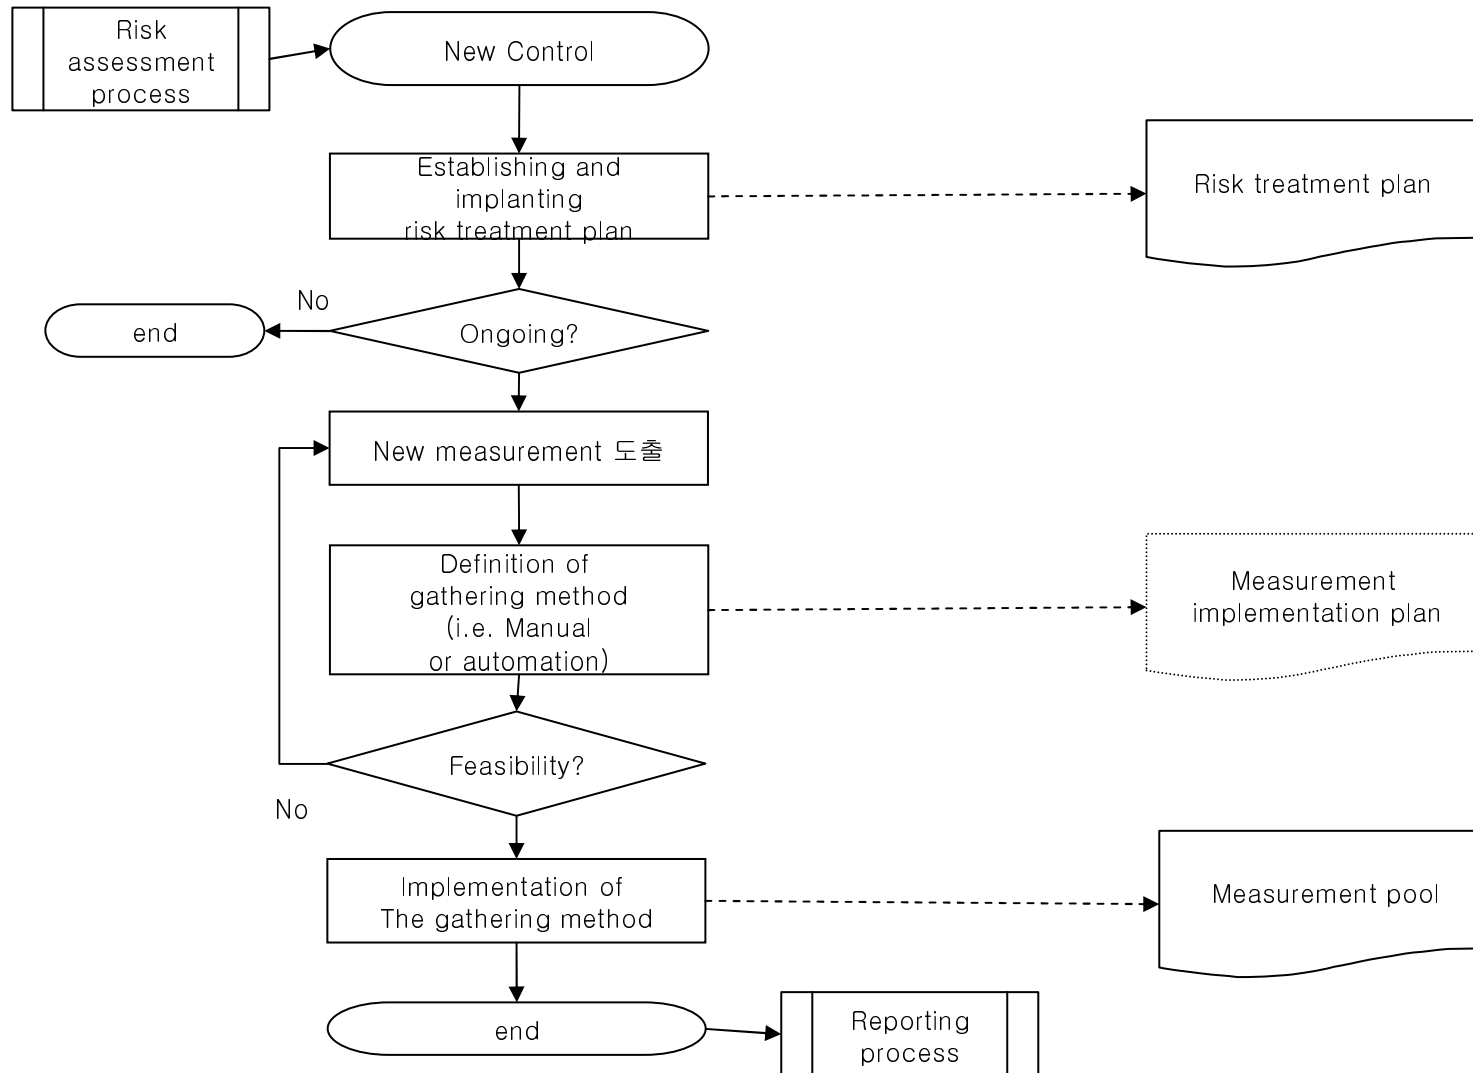 Risk
assessment
process
New Control
Establishing and
implanting
risk treatment plan
Risk treatment plan
No
end
Ongoing?
New measurement 도출
Definition of
gathering method
(i.e. Manual
or automation)
Measurement
implementation plan
Feasibility?
No
Implementation of
The gathering method
Measurement pool
end
Reporting
process